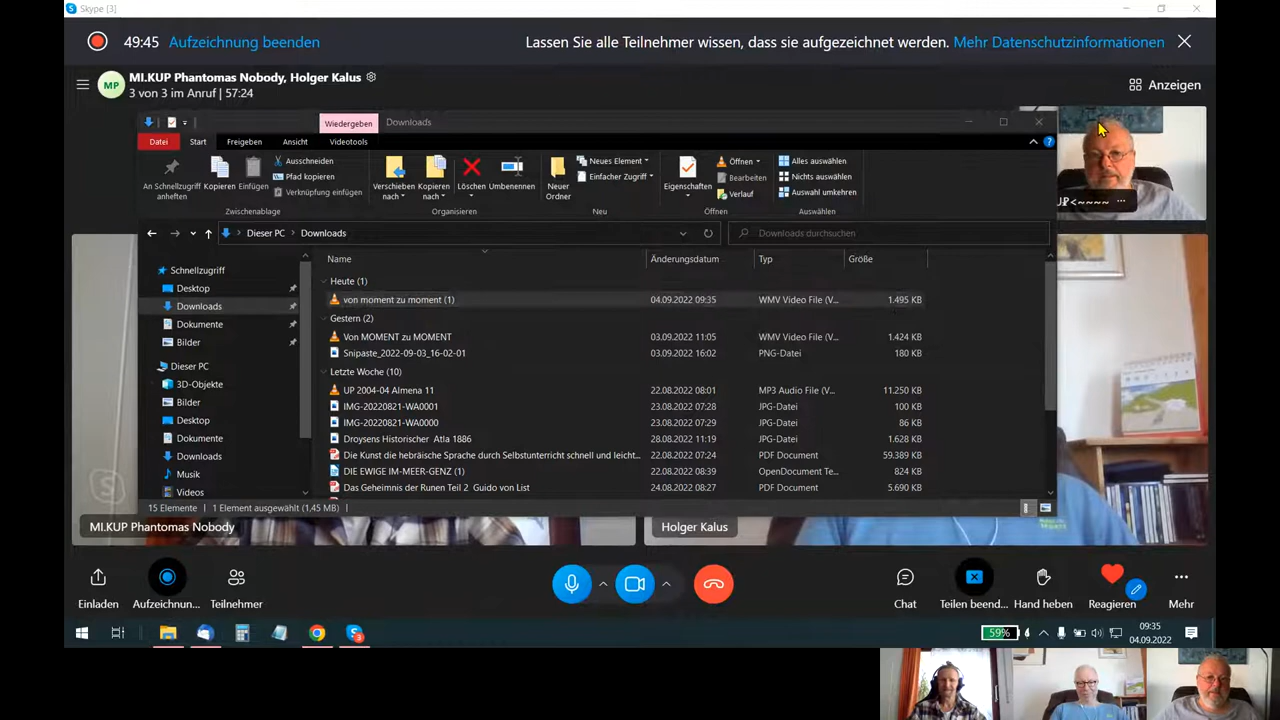 Skype [3]
49:45 Aufzeichnung beenden
Lassen Sie alle Teilnehmer wissen, dass sie aufgezeichnet werden. Mehr Datenschutzinformationen
MP
MI.KUP Phantomas Nobody, Holger Kalus
3 von 3 im Anruf | 57:24
Anzeigen
Wiedergeben Downloads
Datei Start Freigeben Ansicht Videotools
An Schnellzugriff anheften
Kopieren
Einfügen
Ausschneiden
Pfad kopieren
Verknüpfung einfügen
Zwischenablage
Verschieben nach
Kopieren nach
Löschen
Umbenennen
Organisieren
Neuer Ordner
Neues Element
Einfacher Zugriff
Neu
Eigenschaften
Öffnen
Bearbeiten
Verlauf
Öffnen
Alles auswählen
Nichts auswählen
Auswahl umkehren
Auswählen
Dieser PC Downloads
Downloads durchsuchen
Schnellzugriff
Desktop
Downloads
Dokumente
Bilder
Dieser PC
3D-Objekte
Bilder
Desktop
Dokumente
Downloads
Musik
Videos
Name Änderungsdatum Typ Größe
Heute (1)
von moment zu moment (1) 04.09.2022 09:35 WMV Video File (V... 1.495 KB
Gestern (2)
Von MOMENT zu MOMENT 03.09.2022 11:05 WMV Video File (V... 1.424 KB
Snipaste_2022-09-03_16-02-01 03.09.2022 16:02 PNG-Datei 180 KB
Letzte Woche (10)
UP 2004-04 Almena 11 22.08.2022 08:01 MP3 Audio File (V... 11.250 KB
IMG-20220821-WA0001 23.08.2022 07:28 JPG-Datei 100 KB
IMG-20220821-WA0000 23.08.2022 07:29 JPG-Datei 86 KB
Droysens Historischer Atla 1886 28.08.2022 11:19 JPG-Datei 1.628 KB
Die Kunst die hebräische Sprache durch Selbstunterricht schnell und leicht... 22.08.2022 07:24 PDF Document 59.389 KB
DIE EWIGE IM-MEER-GENZ (1) 22.08.2022 08:39 OpenDocument Te... 824 KB
Das Geheimnis der Runen Teil 2 Guido von List 24.08.2022 08:27 PDF Document 5.690 KB
15 Elemente 1 Element ausgewählt (1,45 MB)
MI.KUP Phantomas Nobody
Holger Kalus
Einladen
Aufzeichnun...
Teilnehmer
Chat
Teilen beend...
Hand heben
Reagieren
Mehr
59%
09:35
04.09.2022